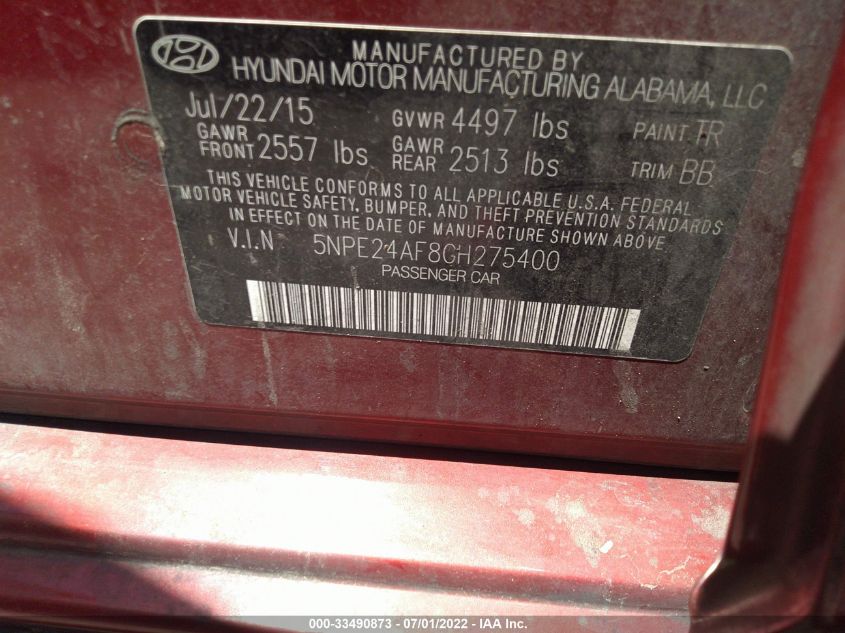 MANUFACTURED BY
HYUNDAI MOTOR MANUFACTURING ALABAMA, LLC
Jul/22/15 GVWR 4497 lbs PAINT TR
GAWR FRONT 2557 lbs GAWR REAR 2513 lbs TRIM BB
THIS VEHICLE CONFORMS TO ALL APPLICABLE U.S.A. FEDERAL
MOTOR VEHICLE SAFETY, BUMPER, AND THEFT PREVENTION STANDARDS
IN EFFECT ON THE DATE OF MANUFACTURE SHOWN ABOVE.
V.I.N 5NPE24AF8GH275400
PASSENGER CAR
000-33490873 - 07/01/2022 - IAA Inc.